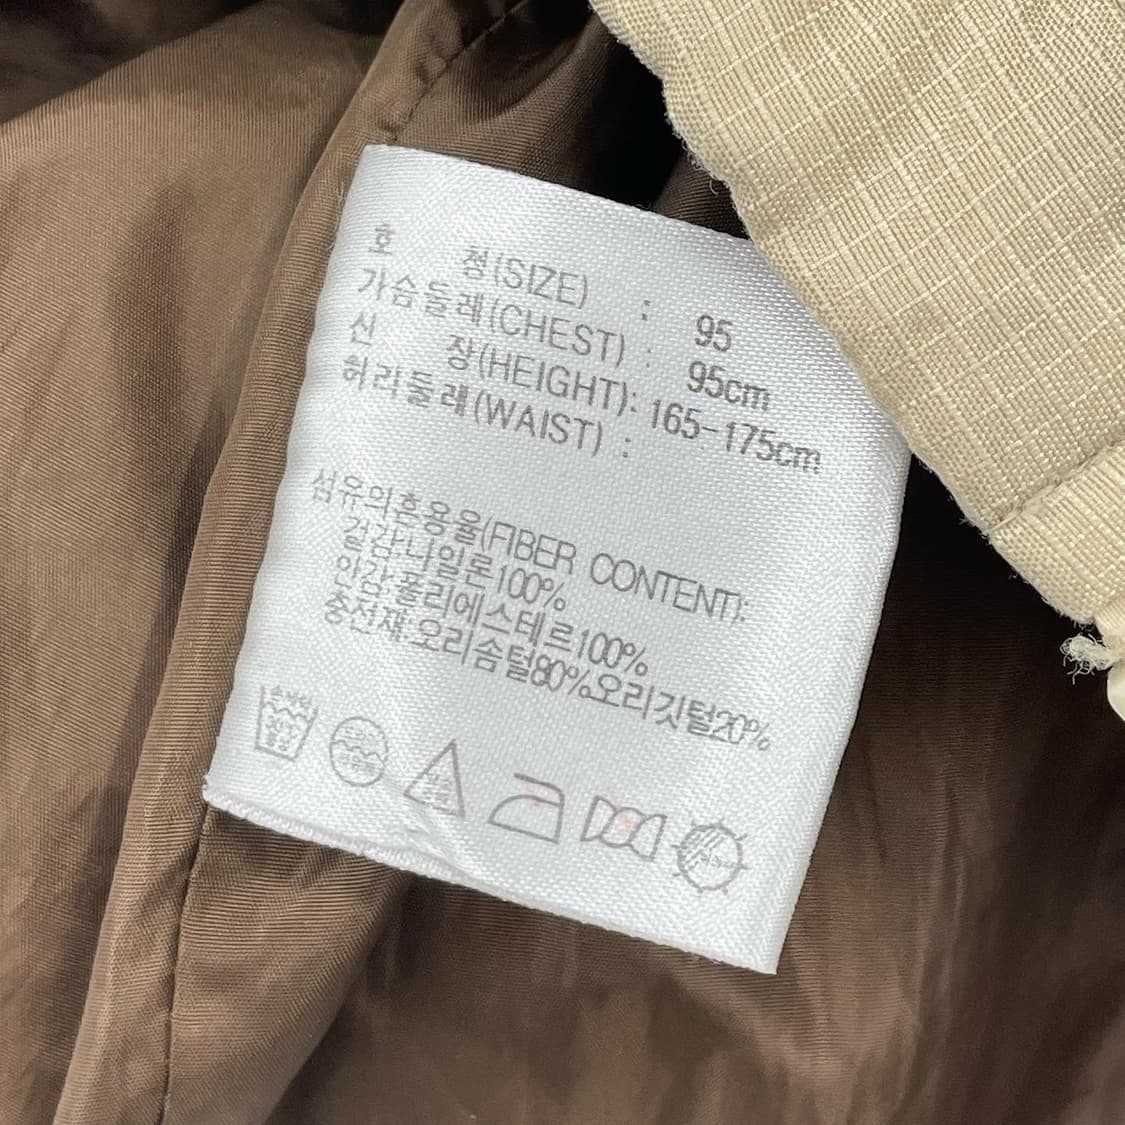 호 청(SIZE) : 95
가슴둘레(CHEST) : 95cm
신 장(HEIGHT): 165-175cm
허리둘레(WAIST) :
섬유의혼용율(FIBER CONTENT):
겉감:나일론100%
안감:폴리에스테르100%
충전재:오리솜털80%오리깃털20%